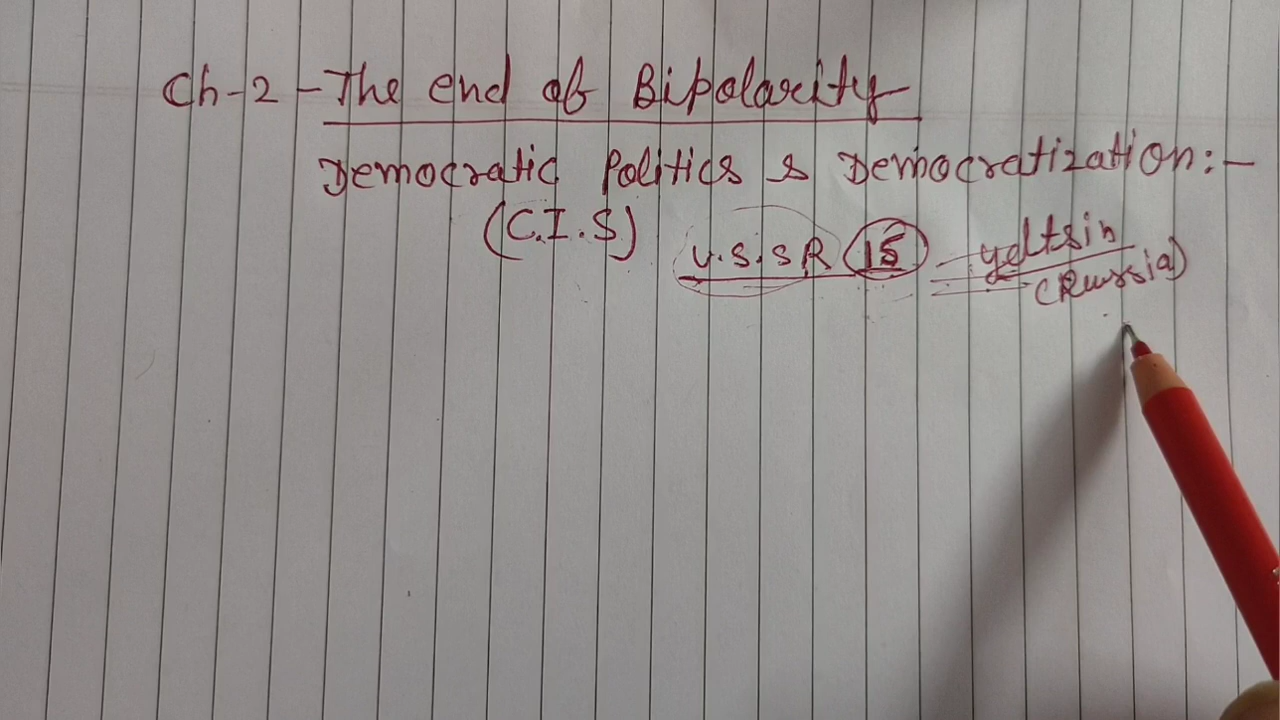 Ch-2 - The end of Bipolarity
Democratic Politics & Democratization:-
(C.I.S) U.S.S.R (15) - yeltsin
(Russia)